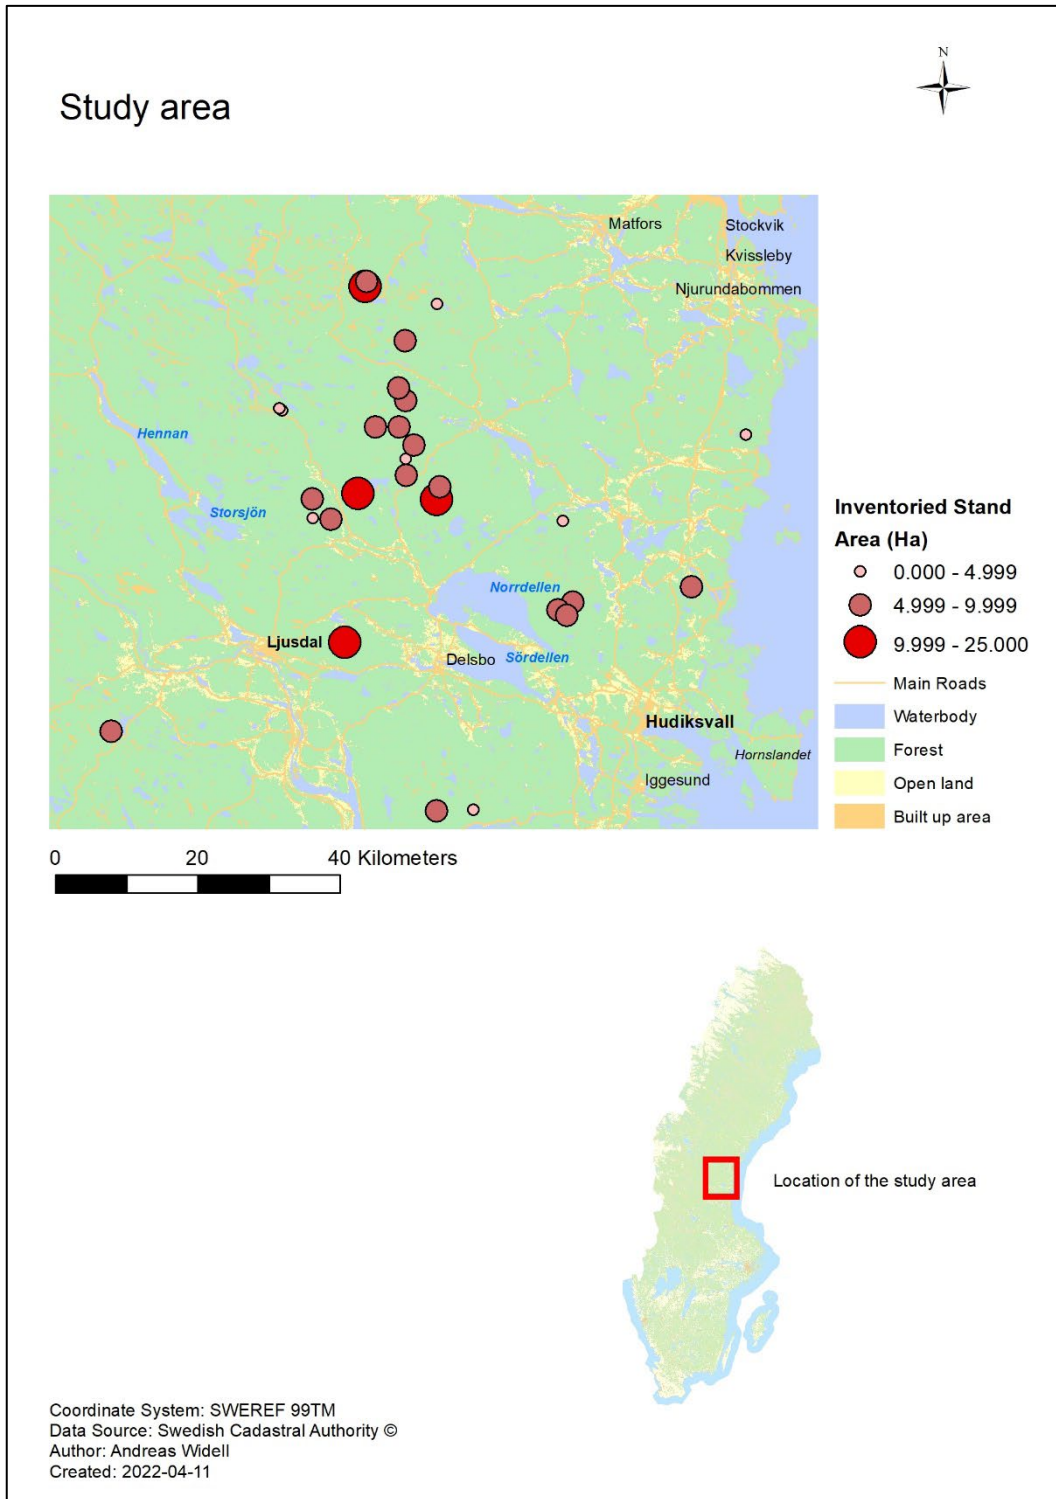 N
Study area
Matfors
Stockvik
Kvissleby
Njurundabommen
Hennan
Storsjön
Norrdellen
Ljusdal
Delsbo
Sördellen
Hudiksvall
Hornslandet
Iggesund
Inventoried Stand
Area (Ha)
0.000 - 4.999
4.999 - 9.999
9.999 - 25.000
Main Roads
Waterbody
Forest
Open land
Built up area
0 20 40 Kilometers
Location of the study area
Coordinate System: SWEREF 99TM
Data Source: Swedish Cadastral Authority ©
Author: Andreas Widell
Created: 2022-04-11